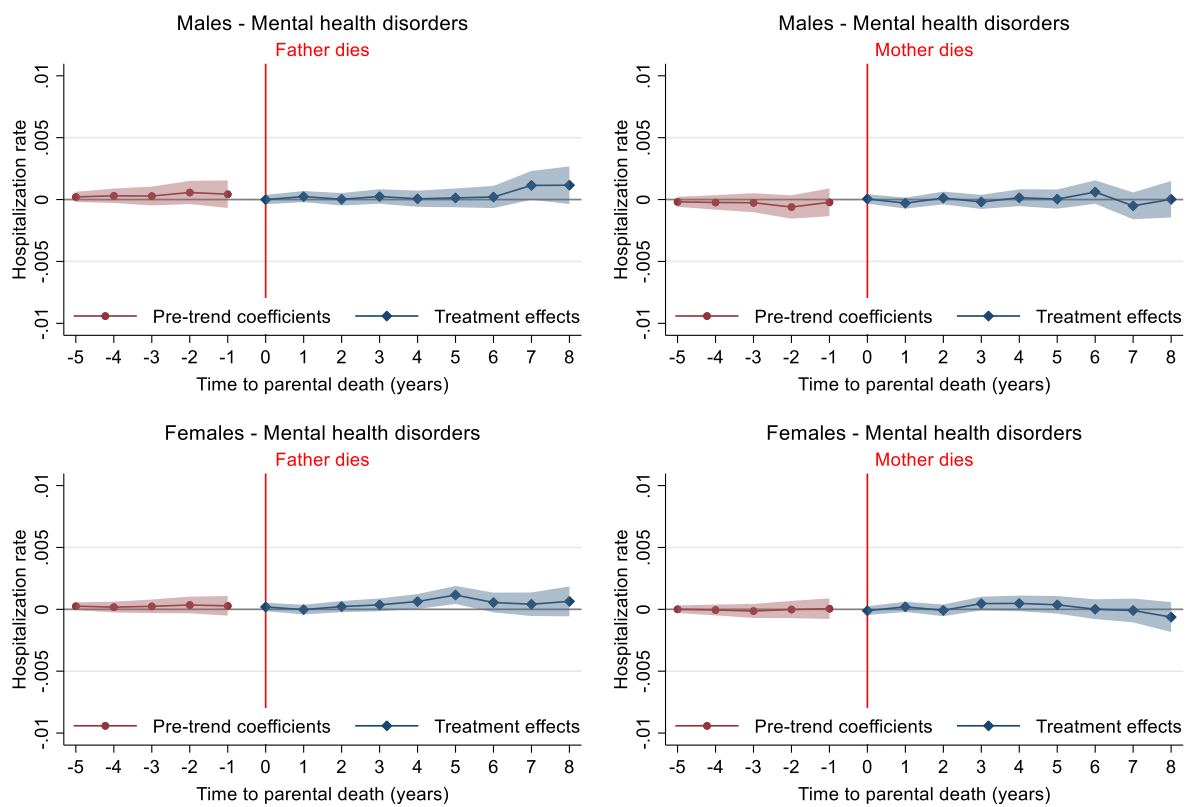 Males - Mental health disorders
Father dies
Hospitalization rate
.01
.005
0
-.005
-.01
Pre-trend coefficients
Treatment effects
-5 -4 -3 -2 -1 0 1 2 3 4 5 6 7 8
Time to parental death (years)
Males - Mental health disorders
Mother dies
Hospitalization rate
.01
.005
0
-.005
-.01
Pre-trend coefficients
Treatment effects
-5 -4 -3 -2 -1 0 1 2 3 4 5 6 7 8
Time to parental death (years)
Females - Mental health disorders
Father dies
Hospitalization rate
.01
.005
0
-.005
-.01
Pre-trend coefficients
Treatment effects
-5 -4 -3 -2 -1 0 1 2 3 4 5 6 7 8
Time to parental death (years)
Females - Mental health disorders
Mother dies
Hospitalization rate
.01
.005
0
-.005
-.01
Pre-trend coefficients
Treatment effects
-5 -4 -3 -2 -1 0 1 2 3 4 5 6 7 8
Time to parental death (years)